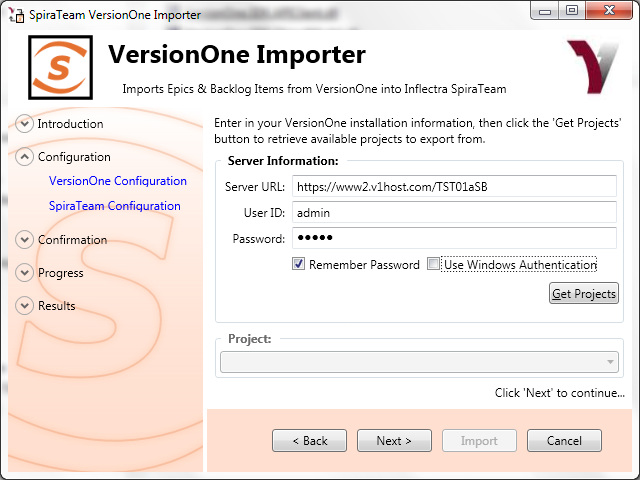 SpiraTeam VersionOne Importer
S
VersionOne Importer
Imports Epics & Backlog Items from VersionOne into Inflectra SpiraTeam
Introduction
Configuration
VersionOne Configuration
SpiraTeam Configuration
Confirmation
Progress
Results
Enter in your VersionOne installation information, then click the 'Get Projects'
button to retrieve available projects to export from.
Server Information:
Server URL: https://www2.v1host.com/TST01aSB
User ID: admin
Password: •••••
Remember Password Use Windows Authentication
Get Projects
Project:
Click 'Next' to continue...
< Back Next > Import Cancel